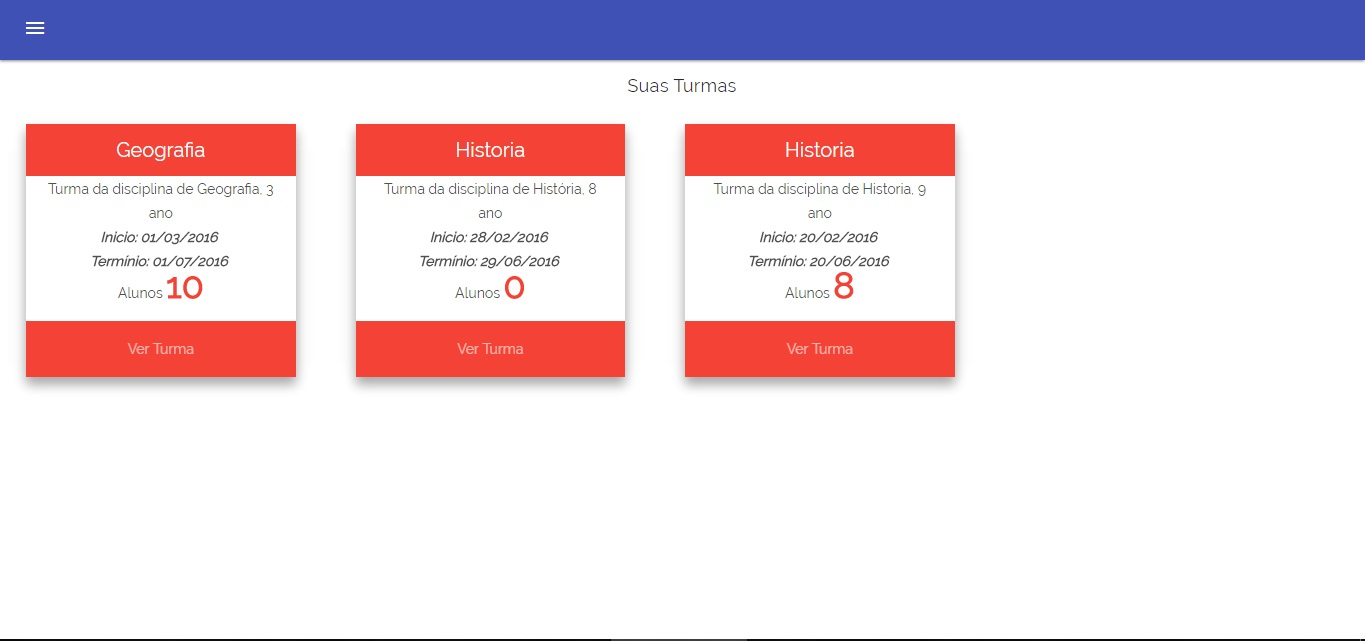 Suas Turmas
Geografia
Turma da disciplina de Geografia, 3
ano
Inicio: 01/03/2016
Termínio: 01/07/2016
Alunos 10
Ver Turma
Historia
Turma da disciplina de História, 8
ano
Inicio: 28/02/2016
Termínio: 29/06/2016
Alunos 0
Ver Turma
Historia
Turma da disciplina de Historia, 9
ano
Inicio: 20/02/2016
Termínio: 20/06/2016
Alunos 8
Ver Turma